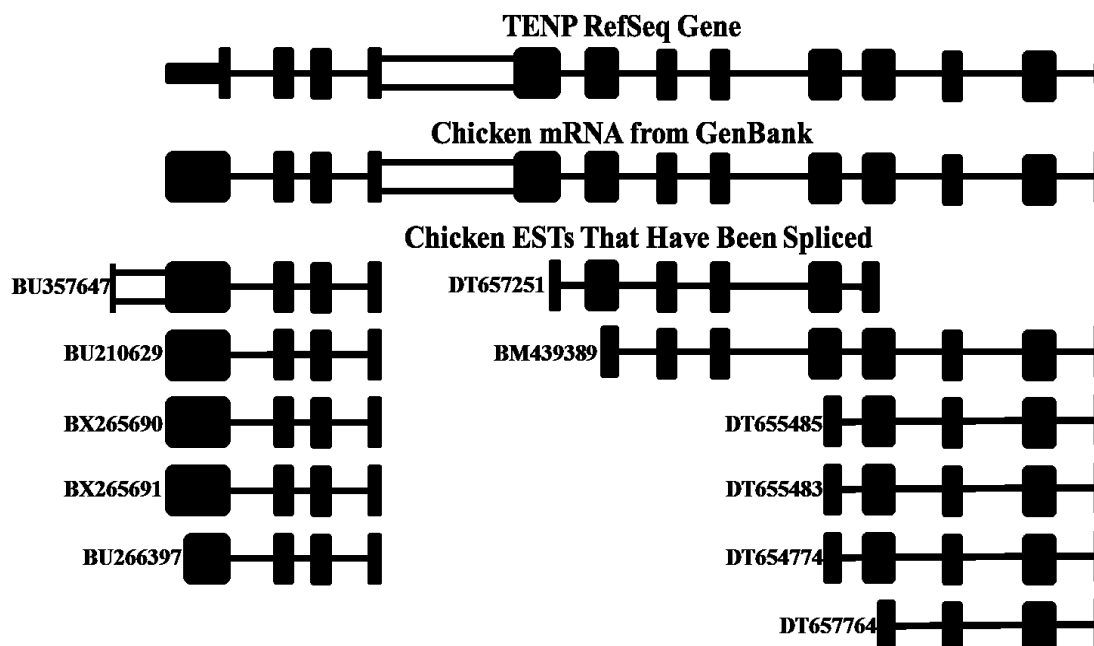 TENP RefSeq Gene
Chicken mRNA from GenBank
Chicken ESTs That Have Been Spliced
BU357647
DT657251
BU210629
BM439389
BX265690
DT655485
BX265691
DT655483
BU266397
DT654774
DT657764